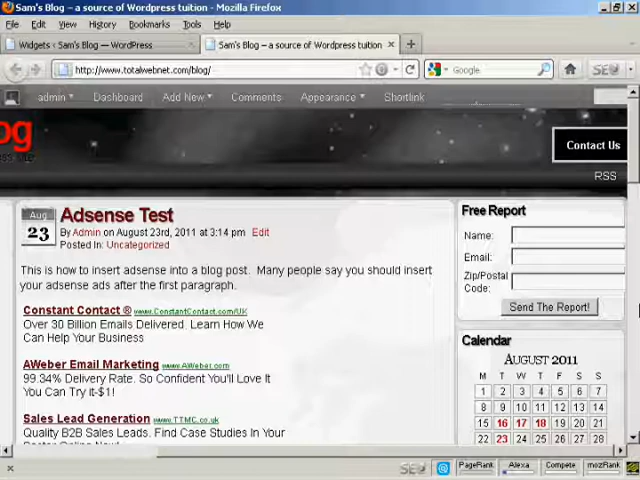 Sam's Blog – a source of Wordpress tuition - Mozilla Firefox
File Edit View History Bookmarks Tools Help
Widgets ‹ Sam's Blog — WordPress
Sam's Blog – a source of Wordpress tuition
http://www.totalwebnet.com/blog/
Google
SEO
admin Dashboard Add New Comments Appearance Shortlink
og
Contact Us
RSS
Aug
23
Adsense Test
By Admin on August 23rd, 2011 at 3:14 pm Edit
Posted In: Uncategorized
This is how to insert adsense into a blog post. Many people say you should insert
your adsense ads after the first paragraph.
Constant Contact ® www.ConstantContact.com/UK
Over 30 Billion Emails Delivered. Learn How We
Can Help Your Business
AWeber Email Marketing www.AWeber.com
99.34% Delivery Rate. So Confident You'll Love It
You Can Try It-$1!
Sales Lead Generation www.TTMC.co.uk
Quality B2B Sales Leads. Find Case Studies In Your
Free Report
Name:
Email:
Zip/Postal
Code:
Send The Report!
Calendar
August 2011
M T W T F S S
1 2 3 4 5 6 7
8 9 10 11 12 13 14
15 16 17 18 19 20 21
22 23 24 25 26 27 28
SEO PageRank Alexa Compete mozRank